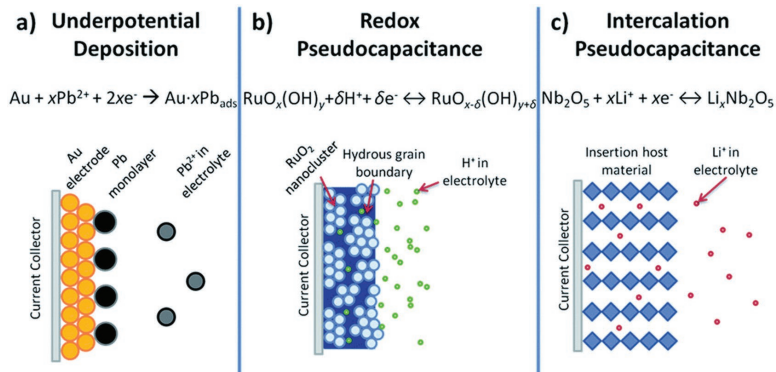 a) Underpotential
Deposition
Au + xPb²⁺ + 2xe⁻ → Au·xPb_ads
Au
electrode
Pb
monolayer
Pb²⁺ in
electrolyte
Current Collector
b) Redox
Pseudocapacitance
RuOₓ(OH)ᵧ+δH⁺+ δe⁻ ↔ RuOₓ₋δ(OH)ᵧ₊δ
RuO₂
nanocluster
Hydrous grain
boundary
H⁺ in
electrolyte
Current Collector
c) Intercalation
Pseudocapacitance
Nb₂O₅ + xLi⁺ + xe⁻ ↔ LiₓNb₂O₅
Insertion host
material
Li⁺ in
electrolyte
Current Collector